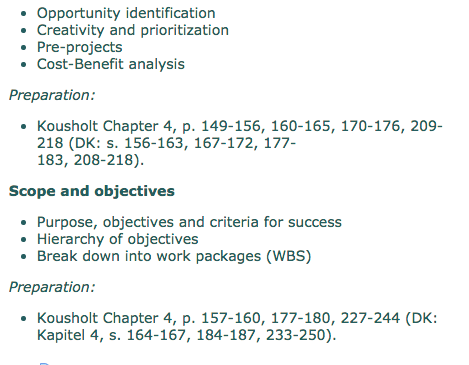 Opportunity identification
Creativity and prioritization
Pre-projects
Cost-Benefit analysis
Preparation:
Kousholt Chapter 4, p. 149-156, 160-165, 170-176, 209-
218 (DK: s. 156-163, 167-172, 177-
183, 208-218).
Scope and objectives
Purpose, objectives and criteria for success
Hierarchy of objectives
Break down into work packages (WBS)
Preparation:
Kousholt Chapter 4, p. 157-160, 177-180, 227-244 (DK:
Kapitel 4, s. 164-167, 184-187, 233-250).